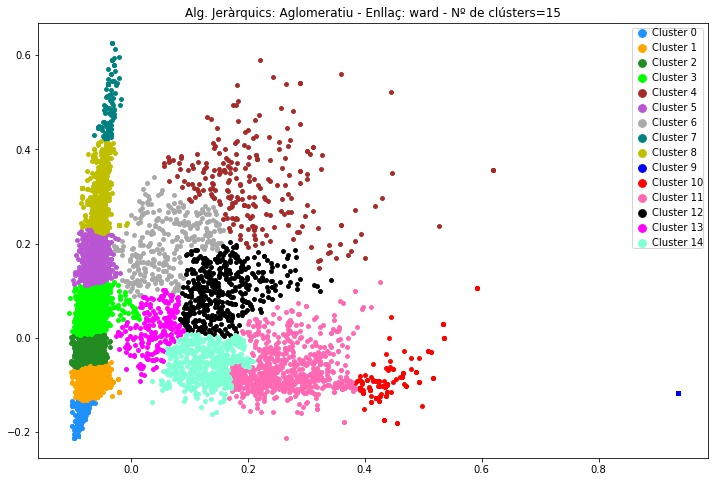 Alg. Jeràrquics: Aglomeratiu - Enllaç: ward - Nº de clústers=15
Cluster 0
Cluster 1
Cluster 2
Cluster 3
Cluster 4
Cluster 5
Cluster 6
Cluster 7
Cluster 8
Cluster 9
Cluster 10
Cluster 11
Cluster 12
Cluster 13
Cluster 14
0.6
0.4
0.2
0.0
−0.2
0.0 0.2 0.4 0.6 0.8